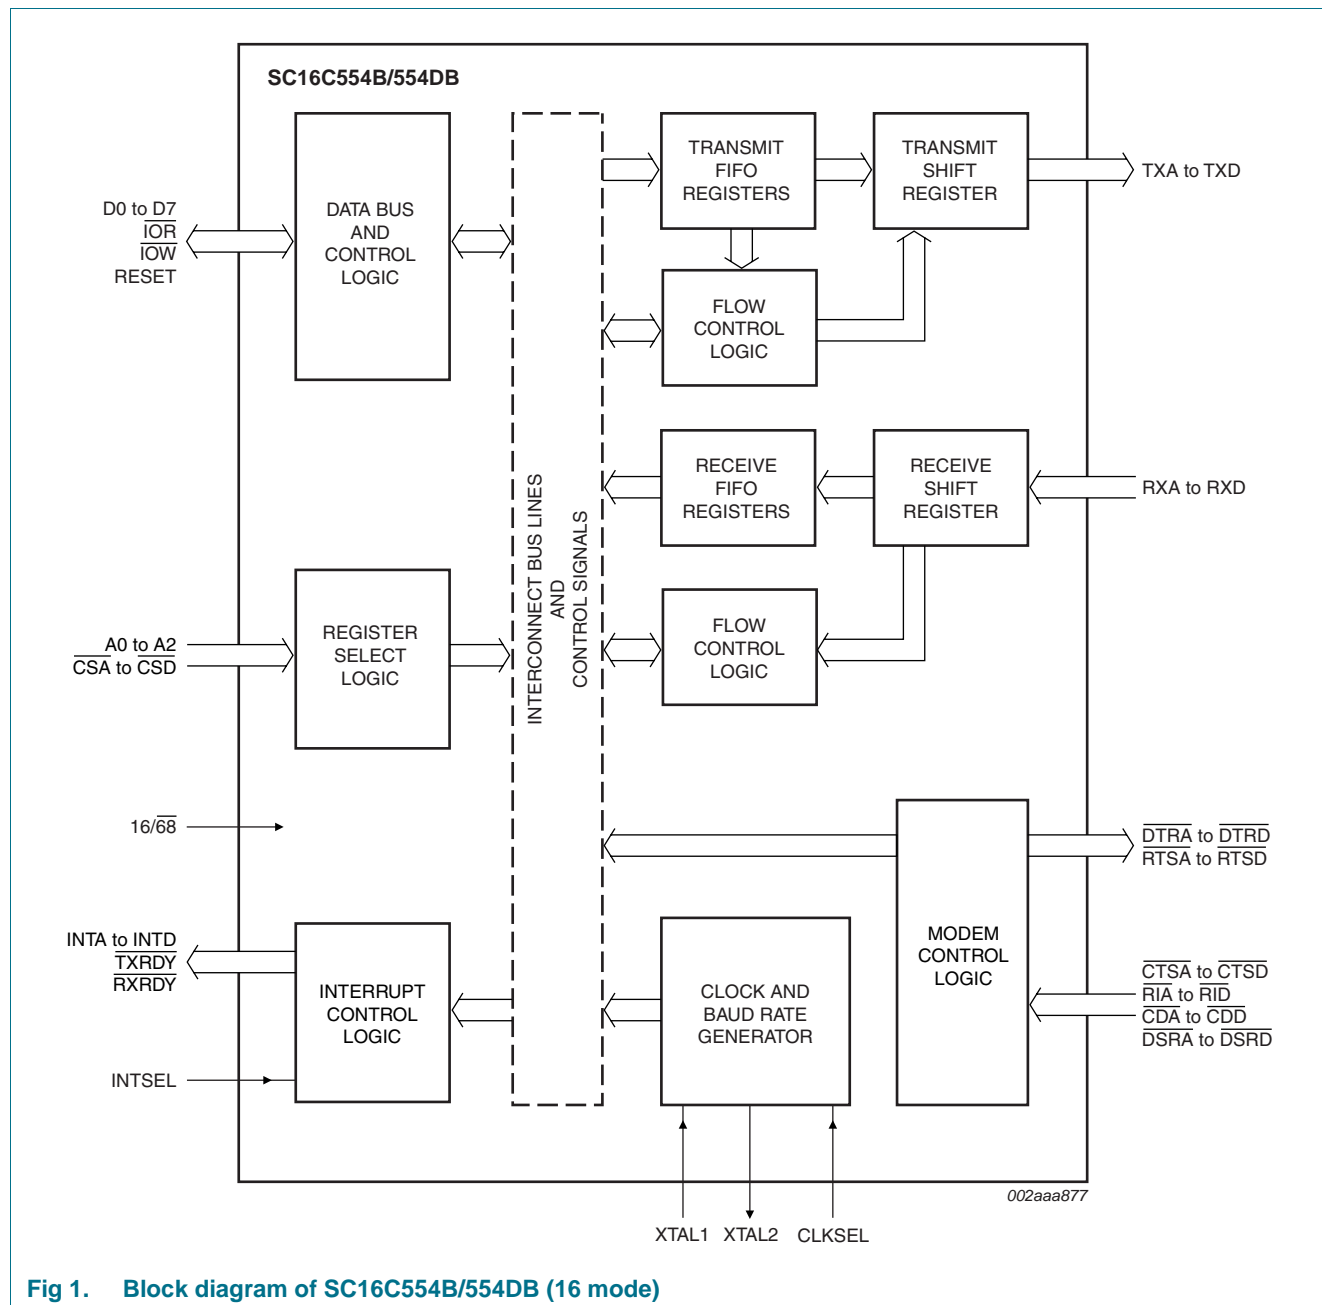 SC16C554B/554DB
D0 to D7
IOR
IOW
RESET
DATA BUS
AND
CONTROL
LOGIC
TRANSMIT
FIFO
REGISTERS
TRANSMIT
SHIFT
REGISTER
TXA to TXD
FLOW
CONTROL
LOGIC
INTERCONNECT BUS LINES
AND
CONTROL SIGNALS
RECEIVE
FIFO
REGISTERS
RECEIVE
SHIFT
REGISTER
RXA to RXD
FLOW
CONTROL
LOGIC
A0 to A2
CSA to CSD
REGISTER
SELECT
LOGIC
16/68
DTRA to DTRD
RTSA to RTSD
MODEM
CONTROL
LOGIC
CTSA to CTSD
RIA to RID
CDA to CDD
DSRA to DSRD
INTA to INTD
TXRDY
RXRDY
INTERRUPT
CONTROL
LOGIC
INTSEL
CLOCK AND
BAUD RATE
GENERATOR
XTAL1 XTAL2 CLKSEL
002aaa877
Fig 1. Block diagram of SC16C554B/554DB (16 mode)